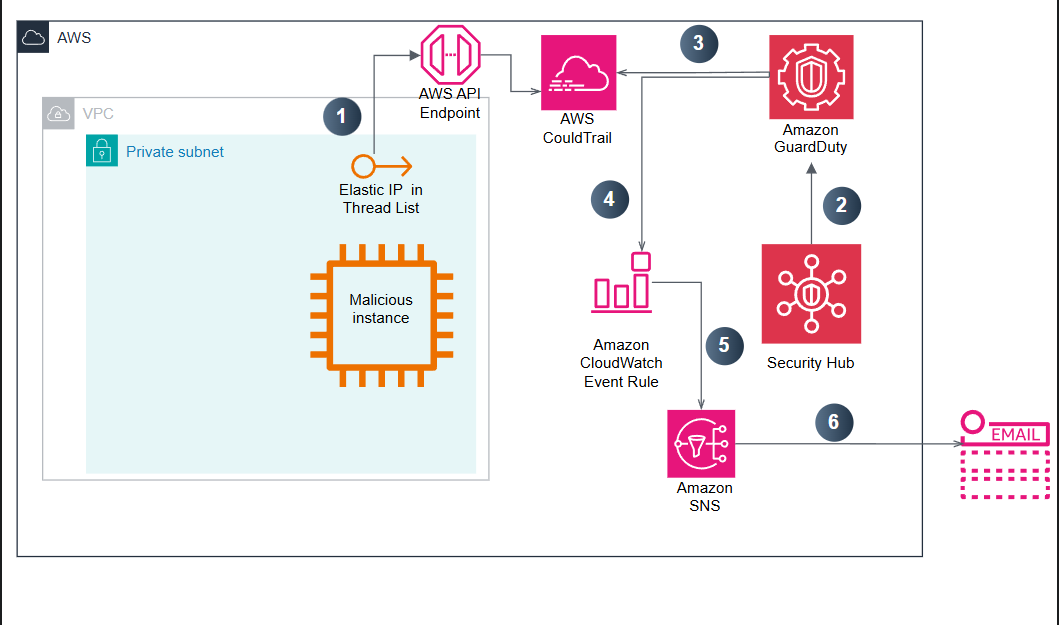 AWS
3
AWS API
Endpoint
AWS
CouldTrail
Amazon
GuardDuty
VPC
1
Private subnet
Elastic IP  in
Thread List
4
2
Malicious
instance
Amazon
CloudWatch
Event Rule
5
Security Hub
6
EMAIL
Amazon
SNS